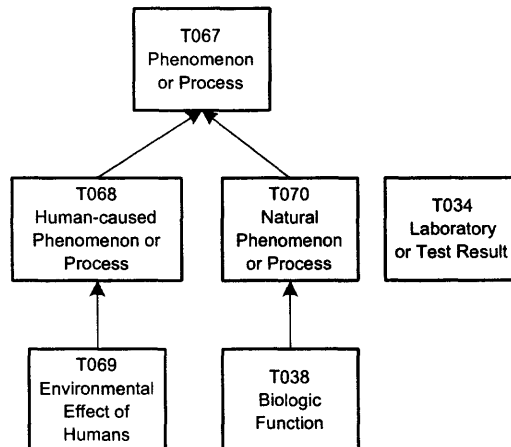 T067
Phenomenon
or Process
T068
Human-caused
Phenomenon or
Process
T070
Natural
Phenomenon
or Process
T034
Laboratory
or Test Result
T069
Environmental
Effect of
Humans
T038
Biologic
Function